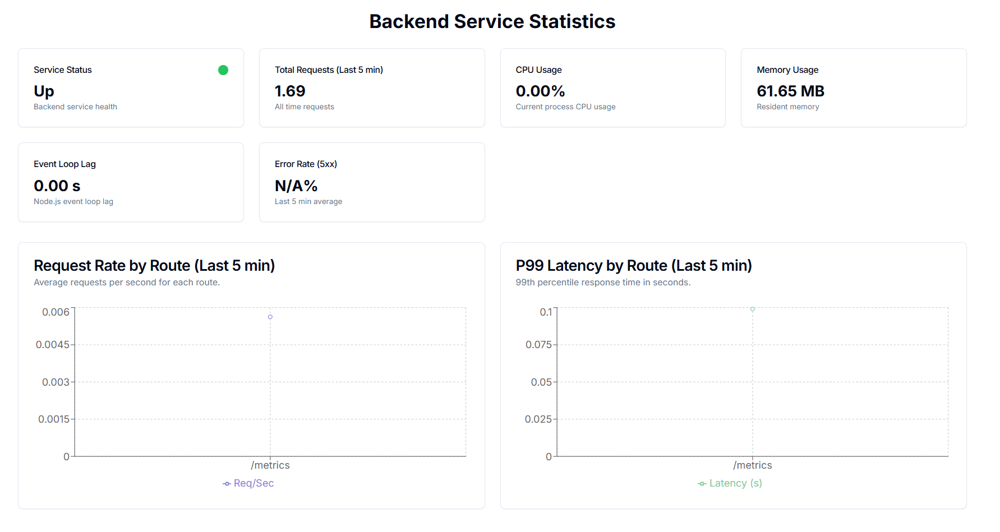 Backend Service Statistics
Service Status
Up
Backend service health
Total Requests (Last 5 min)
1.69
All time requests
CPU Usage
0.00%
Current process CPU usage
Memory Usage
61.65 MB
Resident memory
Event Loop Lag
0.00 s
Node.js event loop lag
Error Rate (5xx)
N/A%
Last 5 min average
Request Rate by Route (Last 5 min)
Average requests per second for each route.
0.006
0.0045
0.003
0.0015
0
/metrics
Req/Sec
P99 Latency by Route (Last 5 min)
99th percentile response time in seconds.
0.1
0.075
0.05
0.025
0
/metrics
Latency (s)